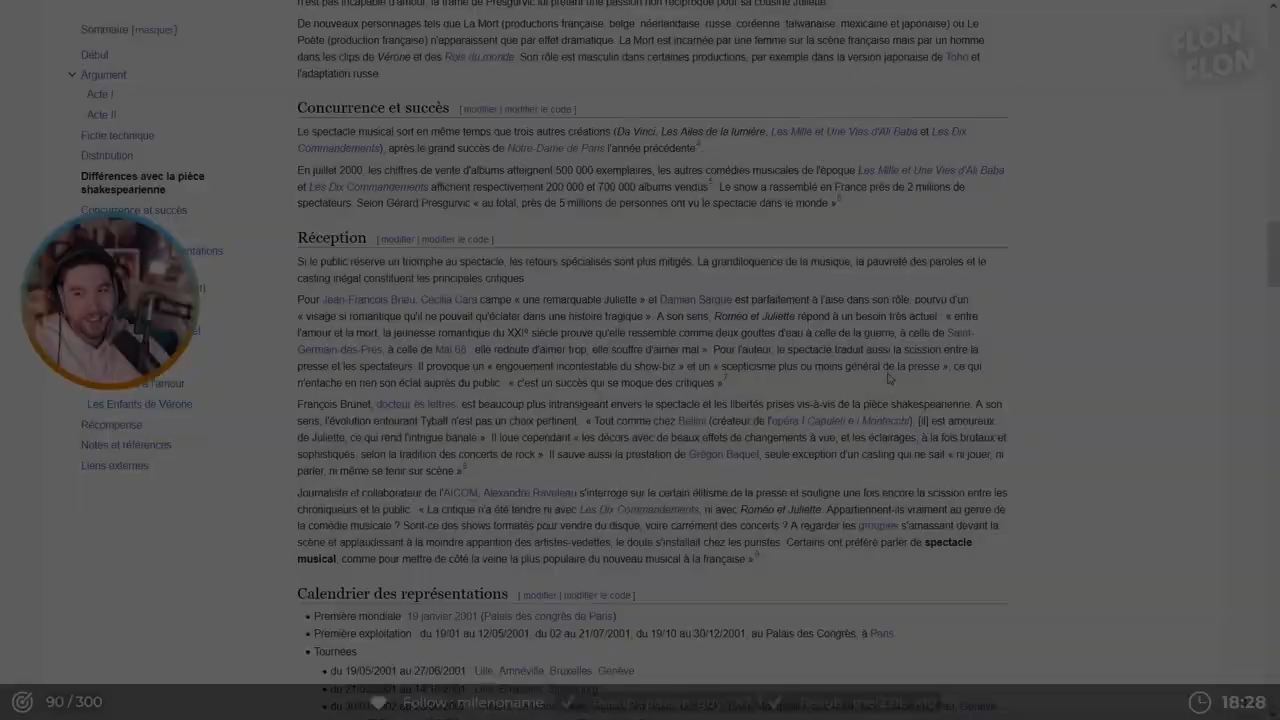 n'est pas incapable d'amour, la trame de Presgurvic lui prêtant une passion non réciproque pour sa cousine Juliette.
De nouveaux personnages tels que La Mort (productions française, belge, néerlandaise, russe, coréenne, taïwanaise, mexicaine et japonaise) ou Le
Poète (production française) n'apparaissent que par effet dramatique. La Mort est incarnée par une femme sur la scène française mais par un homme
dans les clips de Vérone et des Rois du monde. Son rôle est masculin dans certaines productions, par exemple dans la version japonaise de Toho et
l'adaptation russe.
FLON
FLON
Sommaire [masquer]
Début
Argument
Acte I
Acte II
Fiche technique
Distribution
Différences avec la pièce
shakespearienne
Concurrence et succès
entations
à l'amour
Les Enfants de Vérone
Récompense
Notes et références
Liens externes
Concurrence et succès [ modifier | modifier le code ]
Le spectacle musical sort en même temps que trois autres créations (Da Vinci, Les Ailes de la lumière, Les Mille et Une Vies d'Ali Baba et Les Dix
Commandements), après le grand succès de Notre-Dame de Paris l'année précédente
En juillet 2000, les chiffres de vente d'albums atteignent 500 000 exemplaires, les autres comédies musicales de l'époque Les Mille et Une Vies d'Ali Baba
et Les Dix Commandements affichent respectivement 200 000 et 700 000 albums vendus Le show a rassemblé en France près de 2 millions de
spectateurs. Selon Gérard Presgurvic « au total, près de 5 millions de personnes ont vu le spectacle dans le monde »
Réception [ modifier | modifier le code ]
Si le public réserve un triomphe au spectacle, les retours spécialisés sont plus mitigés. La grandiloquence de la musique, la pauvreté des paroles et le
casting inégal constituent les principales critiques.
Pour Jean-François Brieu, Cécilia Cara campe « une remarquable Juliette » et Damien Sargue est parfaitement à l'aise dans son rôle, pourvu d'un
« visage si romantique qu'il ne pouvait qu'éclater dans une histoire tragique ». A son sens, Roméo et Juliette répond à un besoin très actuel : « entre
l'amour et la mort, la jeunesse romantique du XXIe siècle prouve qu'elle ressemble comme deux gouttes d'eau à celle de la guerre, à celle de Saint-
Germain-des-Prés, à celle de Mai 68 : elle redoute d'aimer trop, elle souffre d'aimer mal ». Pour l'auteur, le spectacle traduit aussi la scission entre la
presse et les spectateurs. Il provoque un « engouement incontestable du show-biz » et un « scepticisme plus ou moins général de la presse », ce qui
n'entache en rien son éclat auprès du public : « c'est un succès qui se moque des critiques » 7
François Brunet, docteur ès lettres, est beaucoup plus intransigeant envers le spectacle et les libertés prises vis-à-vis de la pièce shakespearienne. A son
sens, l'évolution entourant Tybalt n'est pas un choix pertinent. « Tout comme chez Bellini (créateur de l'opéra I Capuleti e i Montecchi), [il] est amoureux
de Juliette, ce qui rend l'intrigue banale ». Il loue cependant « les décors avec de beaux effets de changements à vue, et les éclairages, à la fois brutaux et
sophistiqués, selon la tradition des concerts de rock ». Il sauve aussi la prestation de Grégori Baquet, seule exception d'un casting qui ne sait « ni jouer, ni
parler, ni même se tenir sur scène » 8
Journaliste et collaborateur de l'AICOM, Alexandre Raveleau s'interroge sur le certain élitisme de la presse et souligne une fois encore la scission entre les
chroniqueurs et le public : « La critique n'a été tendre ni avec Les Dix Commandements, ni avec Roméo et Juliette. Appartiennent-ils vraiment au genre de
la comédie musicale ? Sont-ce des shows formatés pour vendre du disque, voire carrément des concerts ? A regarder les groupies s'amassant devant la
scène et applaudissant à la moindre apparition des artistes-vedettes, le doute s'installait chez les puristes. Certains ont préféré parler de spectacle
musical, comme pour mettre de côté la veine la plus populaire du nouveau musical à la française » 9
Calendrier des représentations [ modifier | modifier le code ]
• Première mondiale : 19 janvier 2001 (Palais des congrès de Paris)
• Première exploitation : du 19/01 au 12/05/2001, du 02 au 21/07/2001, du 19/10 au 30/12/2001, au Palais des Congrès, à Paris.
• Tournées
• du 19/05/2001 au 27/06/2001 : Lille, Amnéville, Bruxelles, Genève
90 / 300
18:28